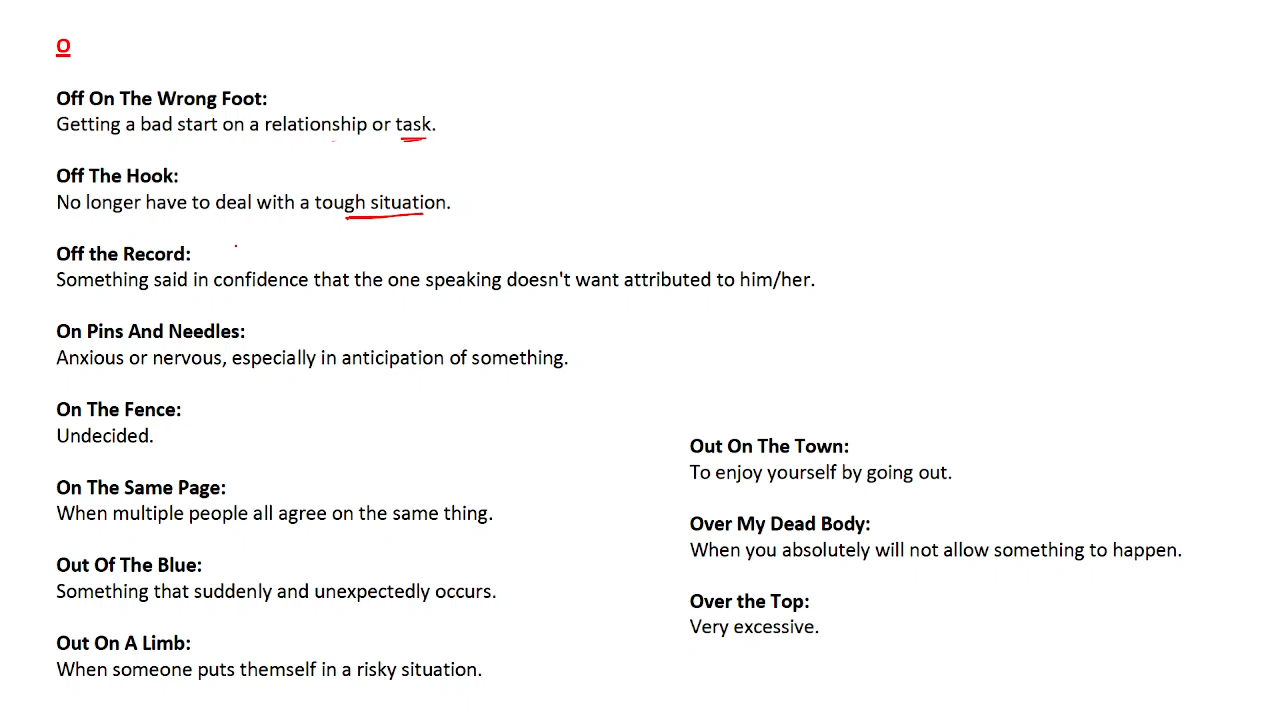 O
Off On The Wrong Foot:
Getting a bad start on a relationship or task.
Off The Hook:
No longer have to deal with a tough situation.
Off the Record:
Something said in confidence that the one speaking doesn't want attributed to him/her.
On Pins And Needles:
Anxious or nervous, especially in anticipation of something.
On The Fence:
Undecided.
On The Same Page:
When multiple people all agree on the same thing.
Out Of The Blue:
Something that suddenly and unexpectedly occurs.
Out On A Limb:
When someone puts themself in a risky situation.
Out On The Town:
To enjoy yourself by going out.
Over My Dead Body:
When you absolutely will not allow something to happen.
Over the Top:
Very excessive.